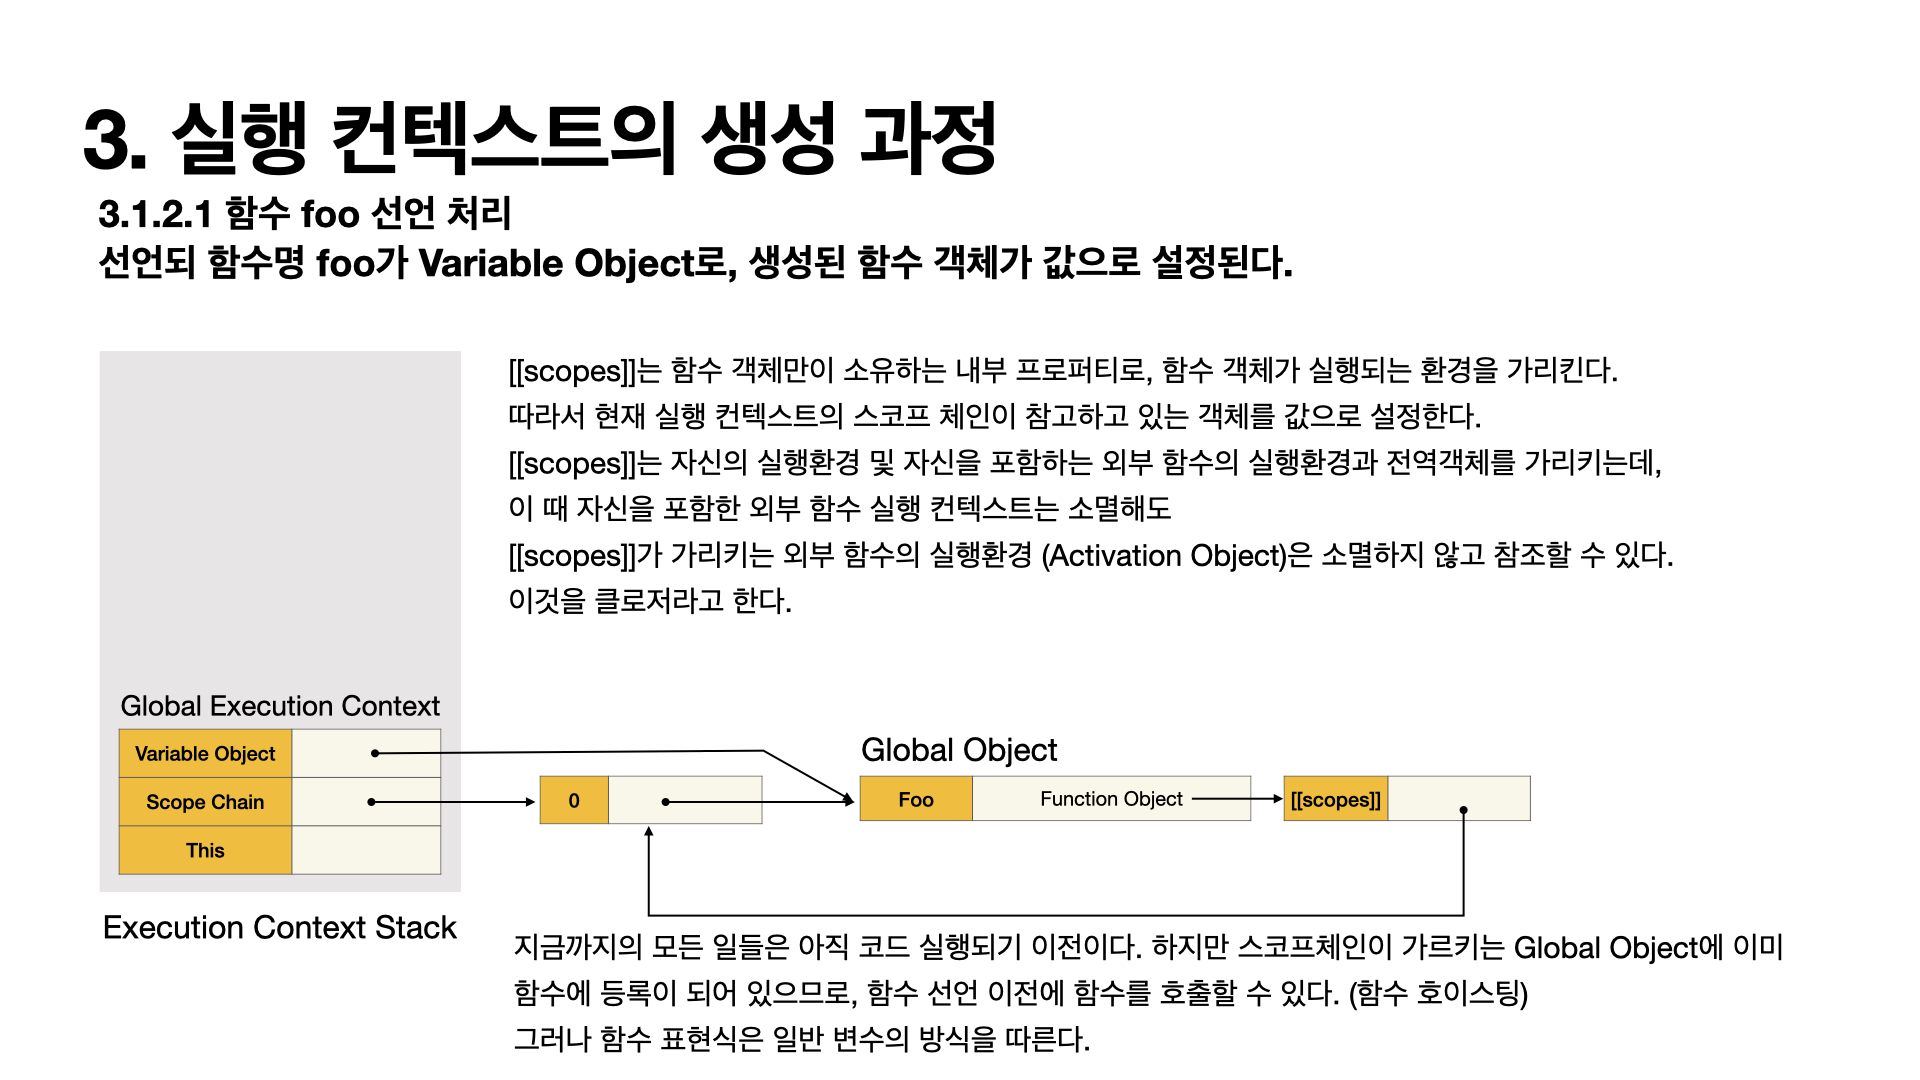 3. 실행 컨텍스트의 생성 과정
3.1.2.1 함수 foo 선언 처리
선언되 함수명 foo가 Variable Object로, 생성된 함수 객체가 값으로 설정된다.
[[scopes]]는 함수 객체만이 소유하는 내부 프로퍼티로, 함수 객체가 실행되는 환경을 가리킨다.
따라서 현재 실행 컨텍스트의 스코프 체인이 참고하고 있는 객체를 값으로 설정한다.
[[scopes]]는 자신의 실행환경 및 자신을 포함하는 외부 함수의 실행환경과 전역객체를 가리키는데,
이 때 자신을 포함한 외부 함수 실행 컨텍스트는 소멸해도
[[scopes]]가 가리키는 외부 함수의 실행환경 (Activation Object)은 소멸하지 않고 참조할 수 있다.
이것을 클로저라고 한다.
Global Execution Context
Variable Object
Scope Chain
This
Execution Context Stack
0
Global Object
Foo
Function Object
[[scopes]]
지금까지의 모든 일들은 아직 코드 실행되기 이전이다. 하지만 스코프체인이 가르키는 Global Object에 이미
함수에 등록이 되어 있으므로, 함수 선언 이전에 함수를 호출할 수 있다. (함수 호이스팅)
그러나 함수 표현식은 일반 변수의 방식을 따른다.